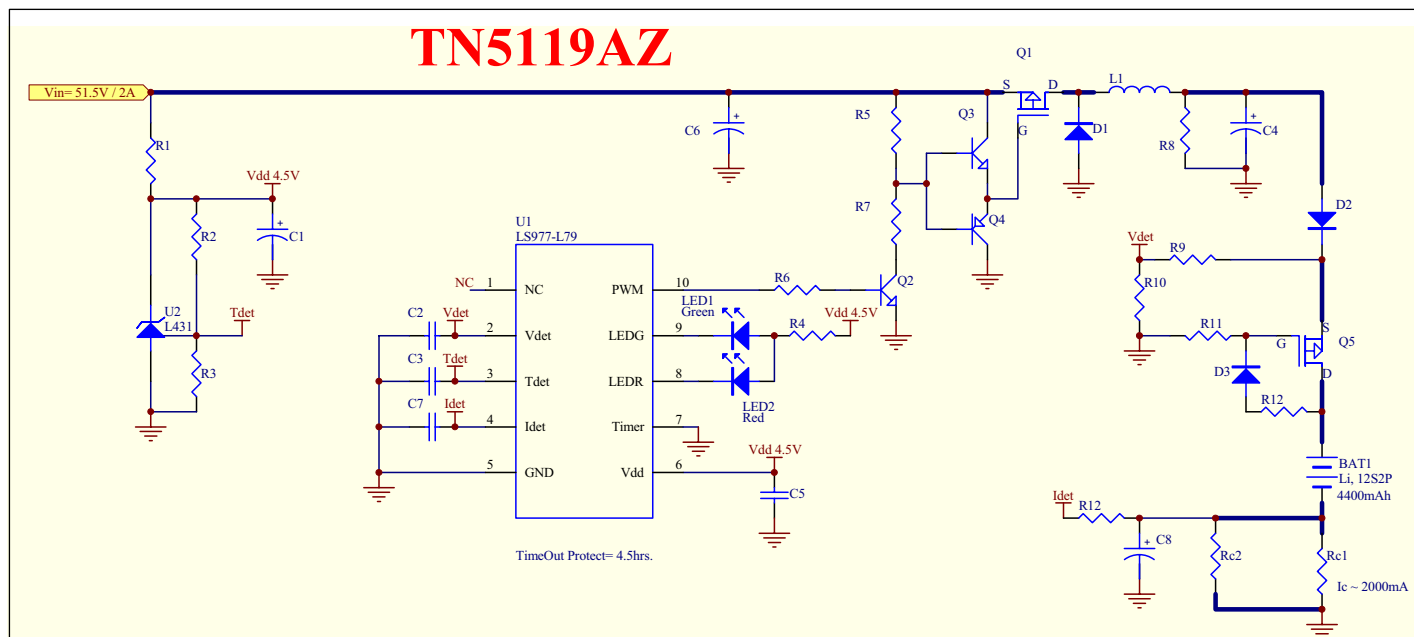 TN5119AZ
Vin= 51.5V / 2A
Q1
S
D
L1
G
R5
Q3
C6
D1
R8
C4
R1
Vdd 4.5V
R2
C1
R7
Q4
D2
U1
LS977-L79
Vdet
R9
NC
1
NC
PWM
10
R6
Q2
R10
U2
L431
Tdet
C2
Vdet
2
Vdet
LEDG
9
LED1
Green
R4
Vdd 4.5V
R11
G
S
Q5
D
C3
Tdet
3
Tdet
LEDR
8
R3
D3
C7
Idet
4
Idet
Timer
7
LED2
Red
R12
5
GND
Vdd
6
Vdd 4.5V
BAT1
Li, 12S2P
4400mAh
C5
Idet
R12
C8
Rc2
Rc1
TimeOut Protect= 4.5hrs.
Ic ~ 2000mA